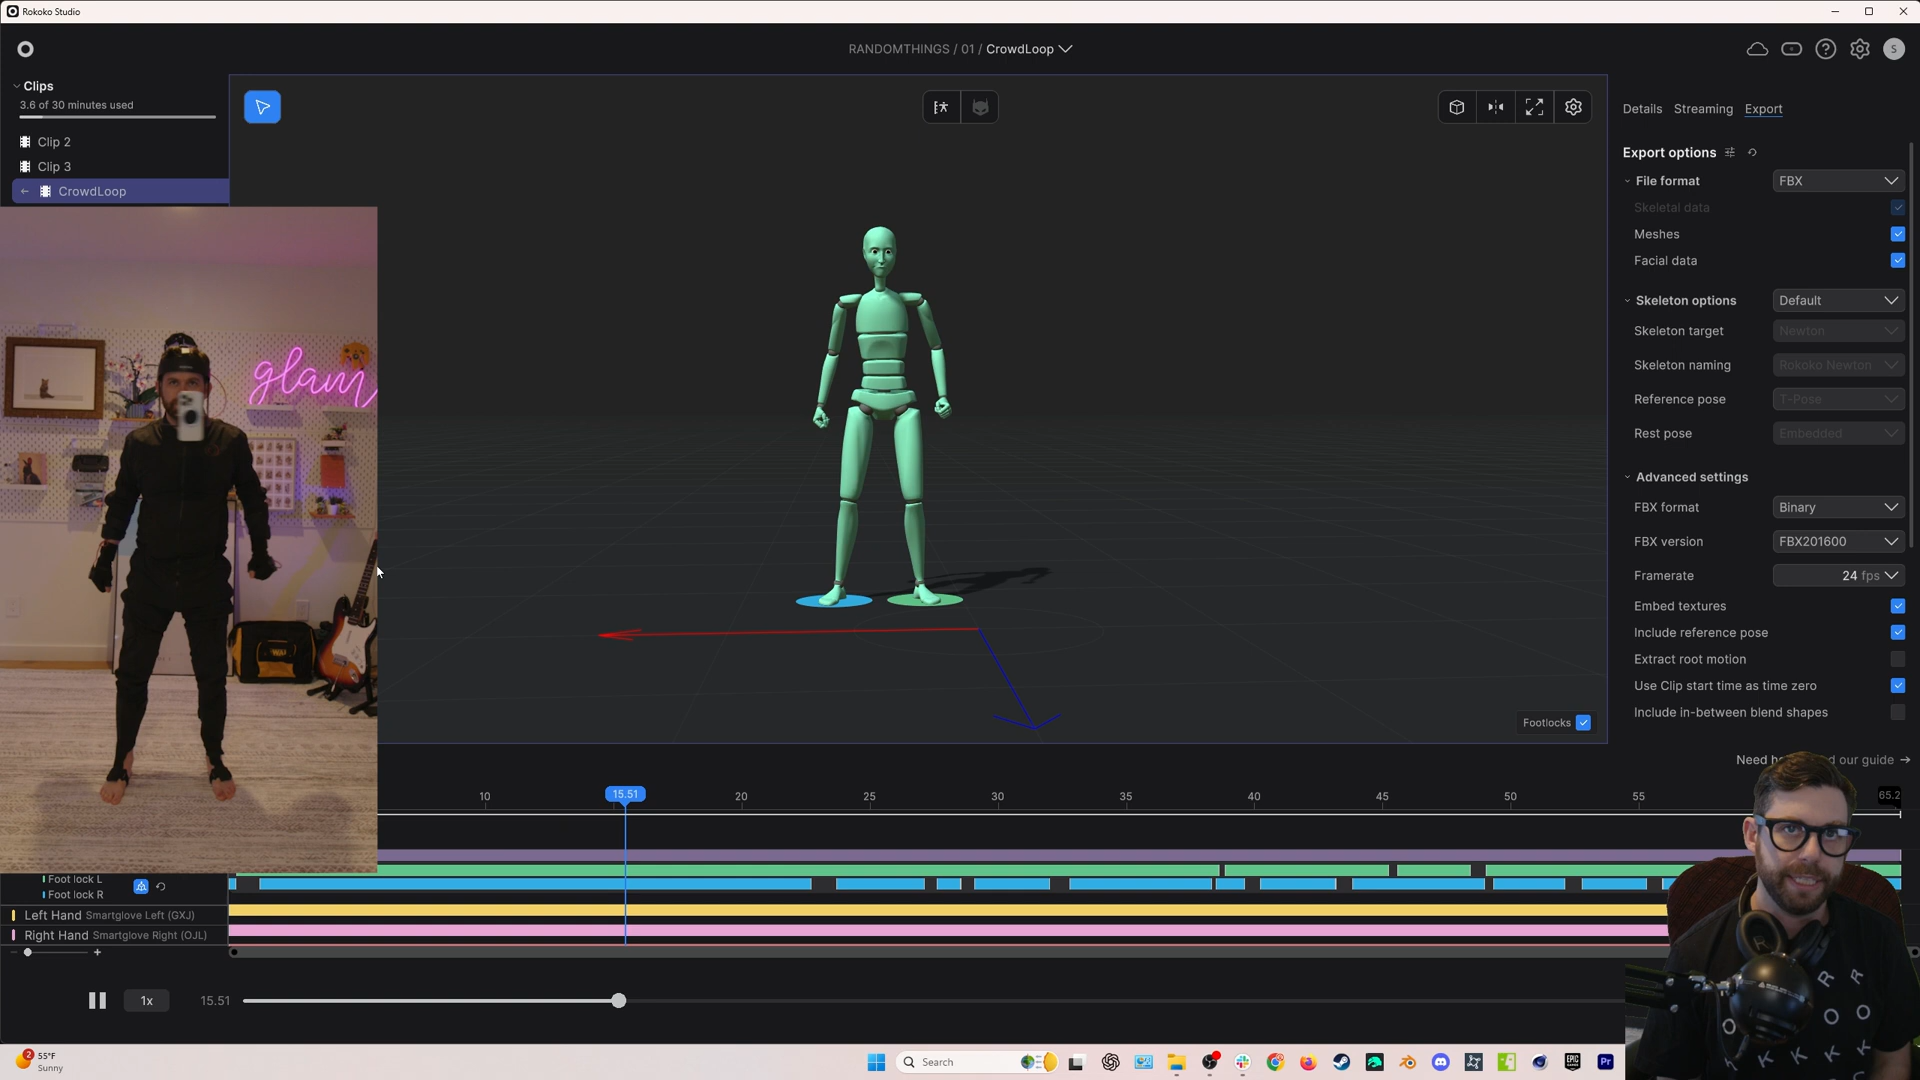 Rokoko Studio
RANDOMTHINGS / 01 / CrowdLoop
S
Clips
3.6 of 30 minutes used
Clip 2
Clip 3
CrowdLoop
glam
Details Streaming Export
Export options
File format FBX
Skeletal data
Meshes
Facial data
Skeleton options Default
Skeleton target Newton
Skeleton naming Rokoko Newton
Reference pose T-Pose
Rest pose Embedded
Advanced settings
FBX format Binary
FBX version FBX201600
Framerate 24 fps
Embed textures
Include reference pose
Extract root motion
Use Clip start time as time zero
Include in-between blend shapes
Footlocks
Need d our guide
10 15.51 20 25 30 35 40 45 50 55 65.2
Foot lock L
Foot lock R
Left Hand Smartglove Left (GXJ)
Right Hand Smartglove Right (OJL)
1x 15.51
R R
O O O
K K K K
2 55°F
Sunny
Search
EPIC
Pr